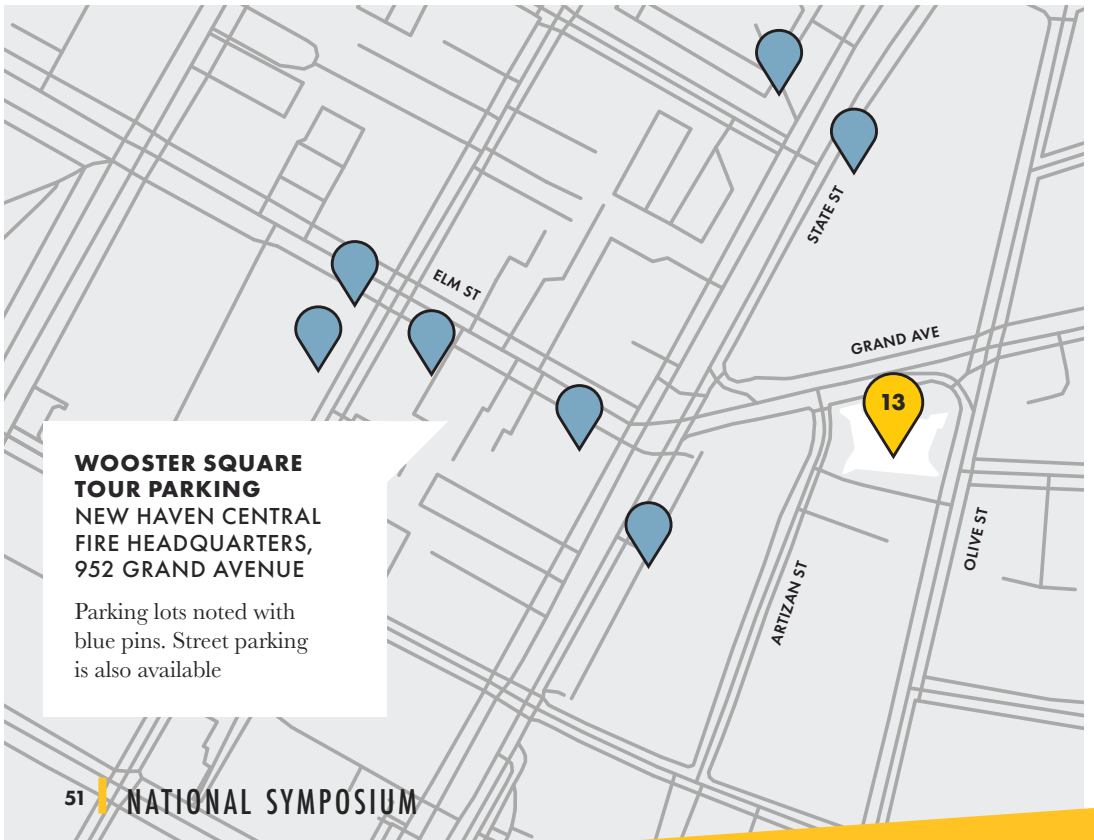 STATE ST
ELM ST
GRAND AVE
13
WOOSTER SQUARE
TOUR PARKING
NEW HAVEN CENTRAL
FIRE HEADQUARTERS,
952 GRAND AVENUE
Parking lots noted with
blue pins. Street parking
is also available
OLIVE ST
ARTIZAN ST
51 NATIONAL SYMPOSIUM